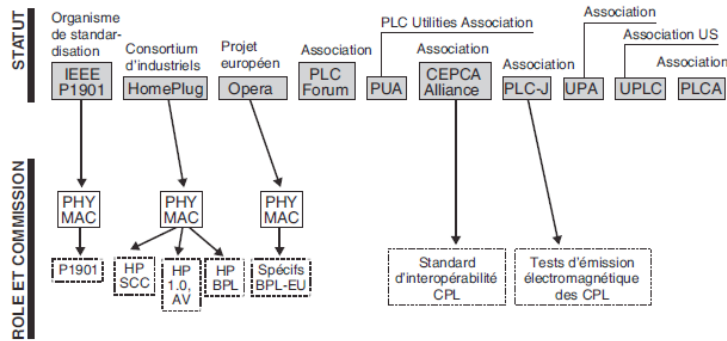 STATUT
Organisme
de standar-
disation
IEEE
P1901
Consortium
d'industriels
HomePlug
Projet
européen
Opera
Association
PLC
Forum
PLC Utilities Association
PUA
Association
CEPCA
Alliance
Association
PLC-J
Association
UPA
Association US
UPLC
Association
PLCA
ROLE ET COMMISSION
PHY
MAC
PHY
MAC
PHY
MAC
P1901
HP
SCC
HP
1.0,
AV
HP
BPL
Spécifs
BPL-EU
Standard
d'interopérabilité
CPL
Tests d'émission
électromagnétique
des CPL